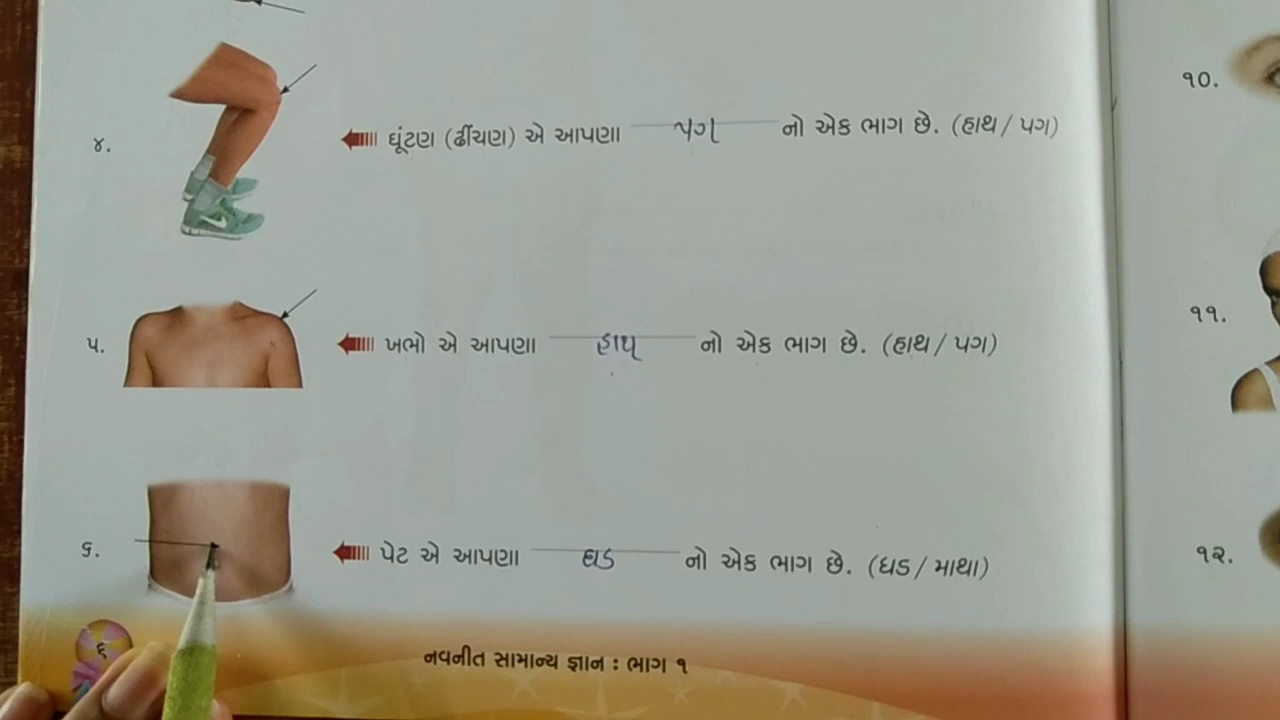 ૪. ઘૂંટણ (ઢીંચણ) એ આપણા પગ નો એક ભાગ છે. (હાથ / પગ)
૫. ખભો એ આપણા હાથ નો એક ભાગ છે. (હાથ / પગ)
૬. પેટ એ આપણા ધડ નો એક ભાગ છે. (ધડ / માથા)
૬
નવનીત સામાન્ય જ્ઞાન : ભાગ ૧
૧૦.
૧૧.
૧૨.